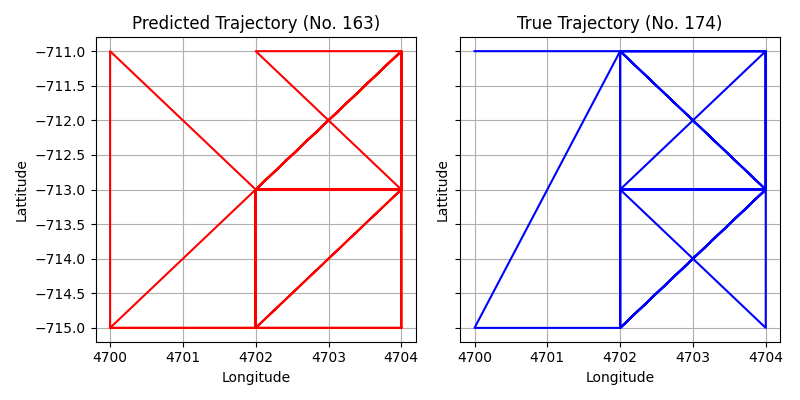 Predicted Trajectory (No. 163)
True Trajectory (No. 174)
−711.0
−711.5
−712.0
−712.5
−713.0
−713.5
−714.0
−714.5
−715.0
Lattitude
Lattitude
4700 4701 4702 4703 4704
4700 4701 4702 4703 4704
Longitude
Longitude